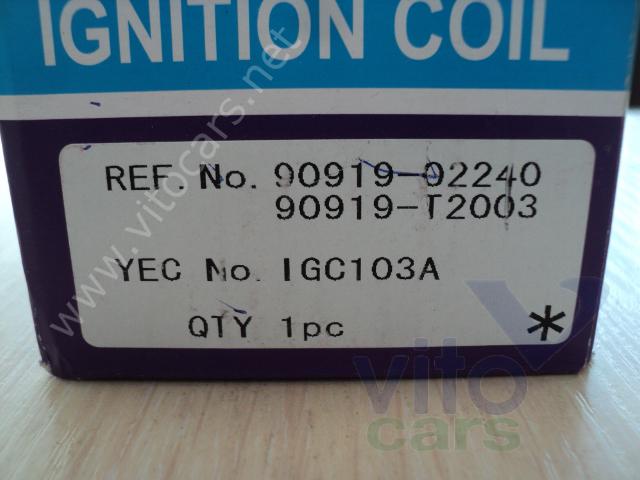 IGNITION COIL
REF. No. 90919-02240
90919-T2003
YEC No. IGC103A
QTY 1pc
*
www.vitocars.net
vito
cars